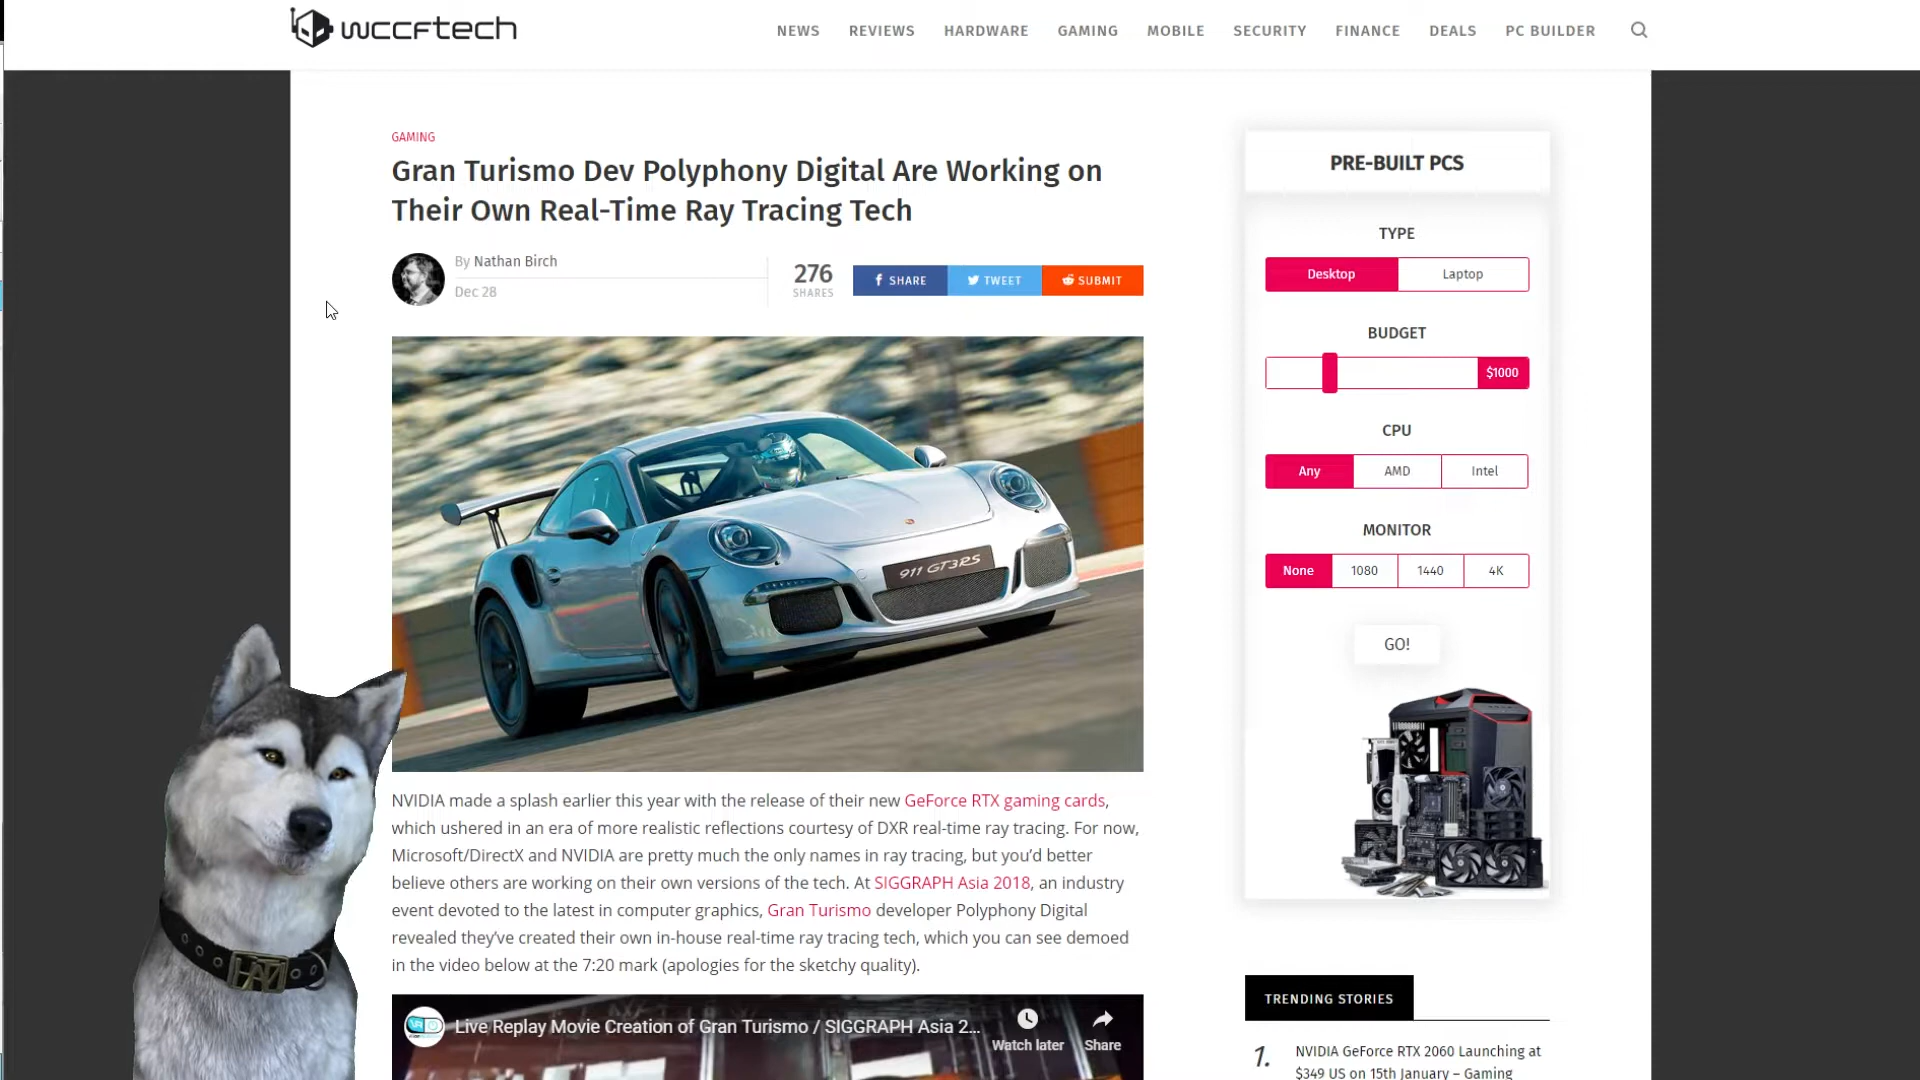 wccftech
NEWS REVIEWS HARDWARE GAMING MOBILE SECURITY FINANCE DEALS PC BUILDER
GAMING
Gran Turismo Dev Polyphony Digital Are Working on
Their Own Real-Time Ray Tracing Tech
By Nathan Birch
Dec 28
276
SHARES
SHARE
TWEET
SUBMIT
911 GT3RS
NVIDIA made a splash earlier this year with the release of their new GeForce RTX gaming cards,
which ushered in an era of more realistic reflections courtesy of DXR real-time ray tracing. For now,
Microsoft/DirectX and NVIDIA are pretty much the only names in ray tracing, but you'd better
believe others are working on their own versions of the tech. At SIGGRAPH Asia 2018, an industry
event devoted to the latest in computer graphics, Gran Turismo developer Polyphony Digital
revealed they've created their own in-house real-time ray tracing tech, which you can see demoed
in the video below at the 7:20 mark (apologies for the sketchy quality).
Live Replay Movie Creation of Gran Turismo / SIGGRAPH Asia 2...
Watch later
Share
PRE-BUILT PCS
TYPE
Desktop Laptop
BUDGET
$1000
CPU
Any AMD Intel
MONITOR
None 1080 1440 4K
GO!
TRENDING STORIES
1. NVIDIA GeForce RTX 2060 Launching at
$349 US on 15th January – Gaming